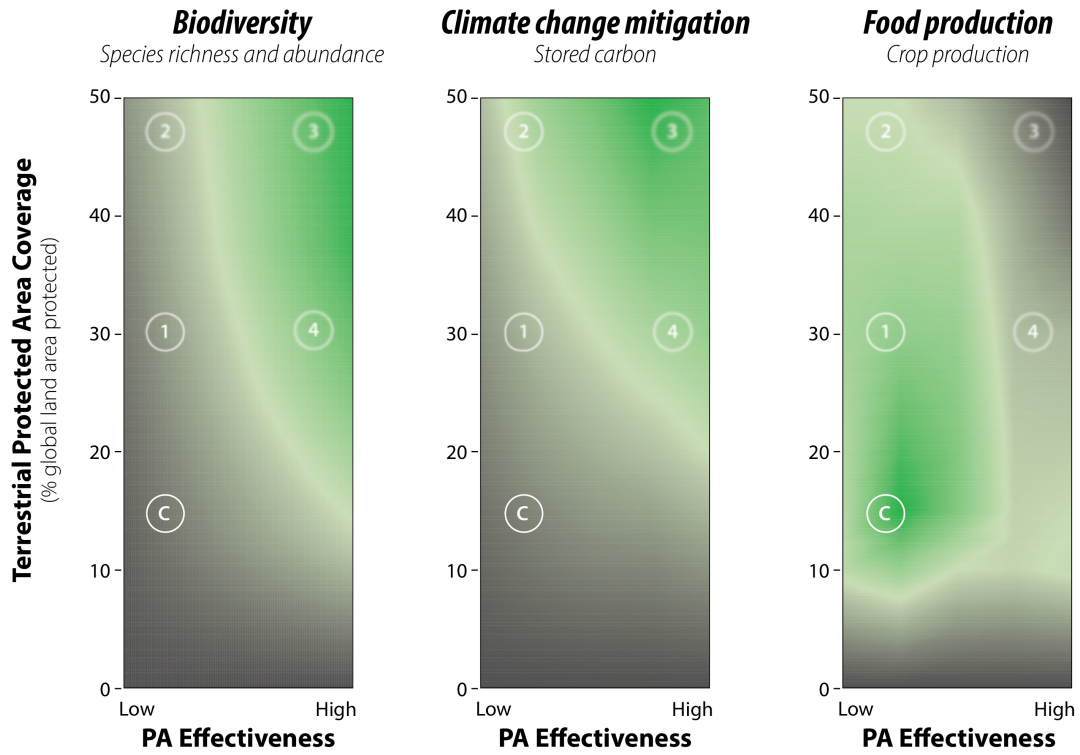 Biodiversity
Species richness and abundance
Climate change mitigation
Stored carbon
Food production
Crop production
Terrestrial Protected Area Coverage
(% global land area protected)
50
40
30
20
10
0
2
3
1
4
C
Low
High
PA Effectiveness
50
40
30
20
10
0
2
3
1
4
C
Low
High
PA Effectiveness
50
40
30
20
10
0
2
3
1
4
C
Low
High
PA Effectiveness